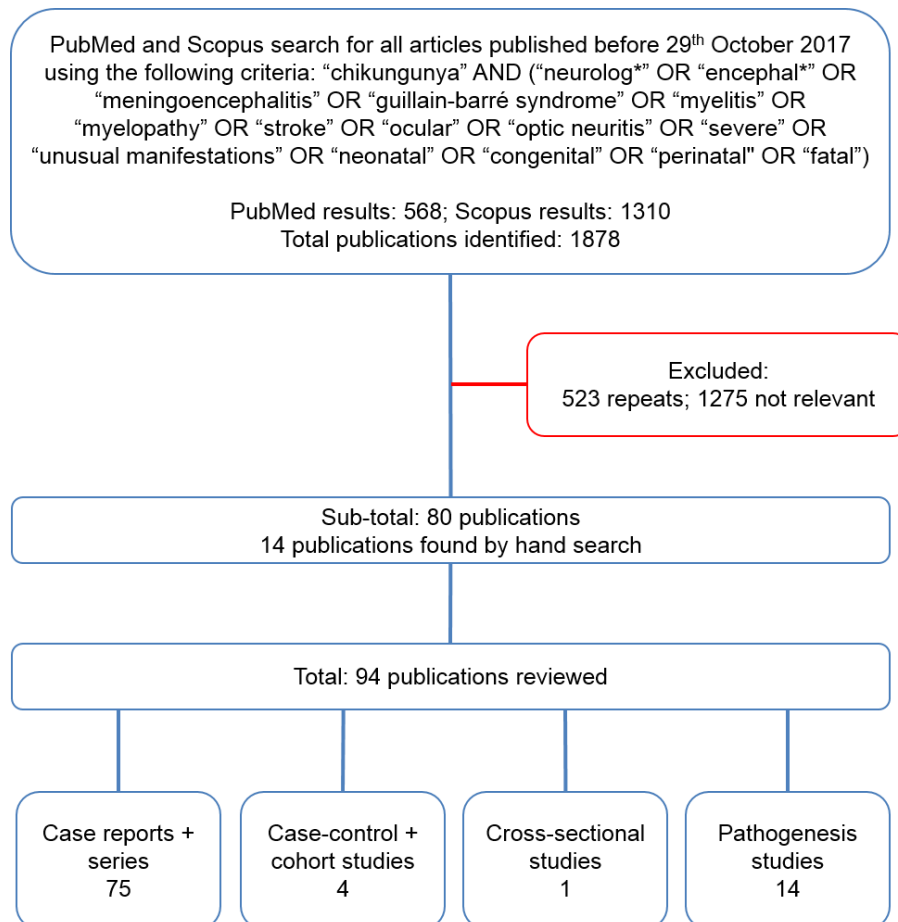 PubMed and Scopus search for all articles published before 29th October 2017
using the following criteria: “chikungunya” AND (“neurolog*” OR “encephal*” OR
“meningoencephalitis” OR “guillain-barré syndrome” OR “myelitis” OR
“myelopathy” OR “stroke” OR “ocular” OR “optic neuritis” OR “severe” OR
“unusual manifestations” OR “neonatal” OR “congenital” OR “perinatal" OR “fatal”)
PubMed results: 568; Scopus results: 1310
Total publications identified: 1878
Excluded:
523 repeats; 1275 not relevant
Sub-total: 80 publications
14 publications found by hand search
Total: 94 publications reviewed
Case reports +
series
75
Case-control +
cohort studies
4
Cross-sectional
studies
1
Pathogenesis
studies
14